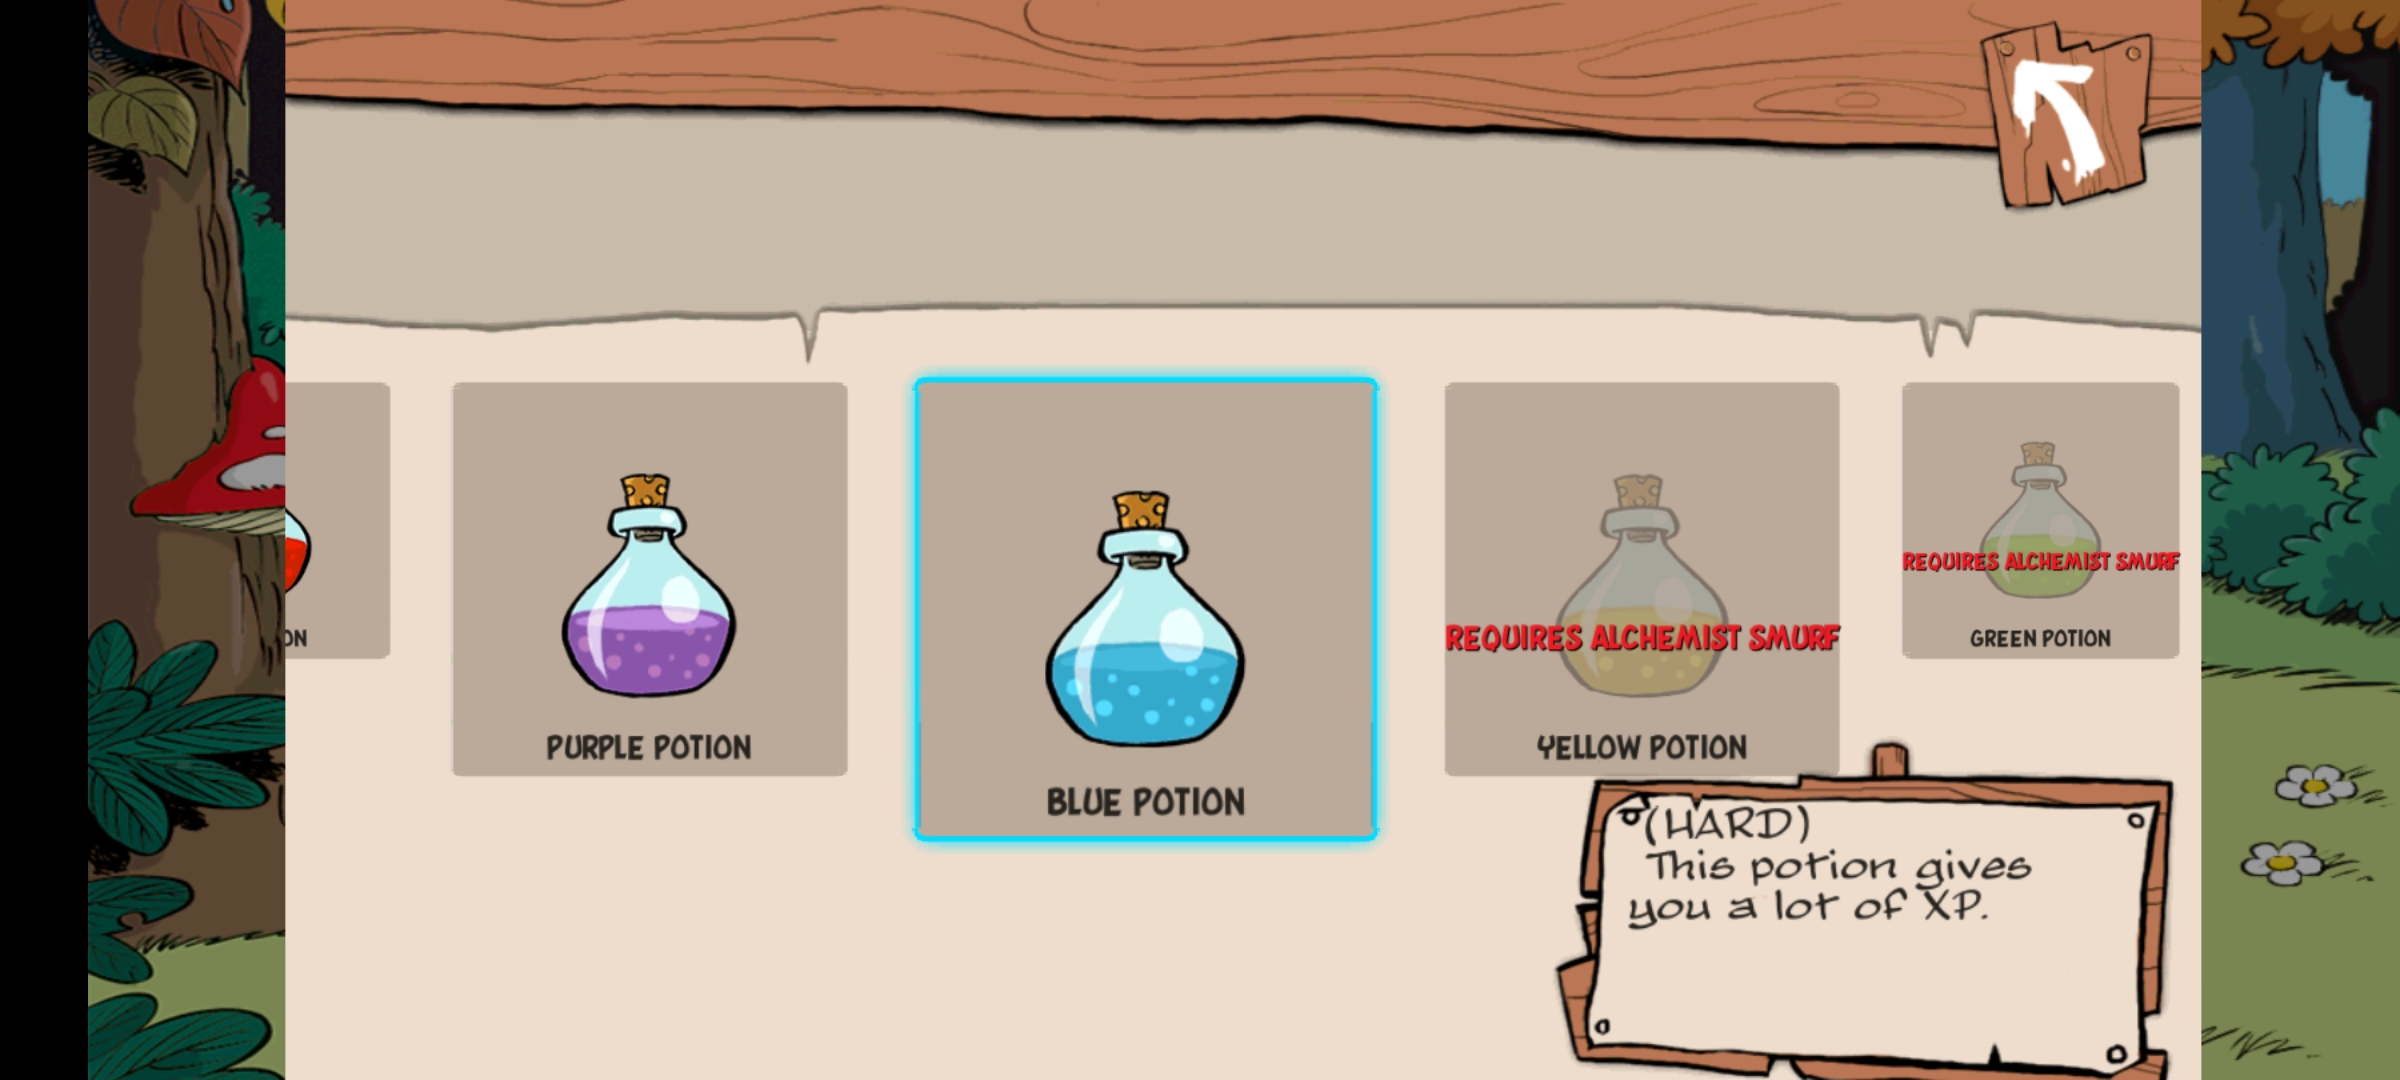 REQUIRES ALCHEMIST SMURF
REQUIRES ALCHEMIST SMURF
ON
GREEN POTION
PURPLE POTION
YELLOW POTION
BLUE POTION
(HARD)
This potion gives
you a lot of XP.